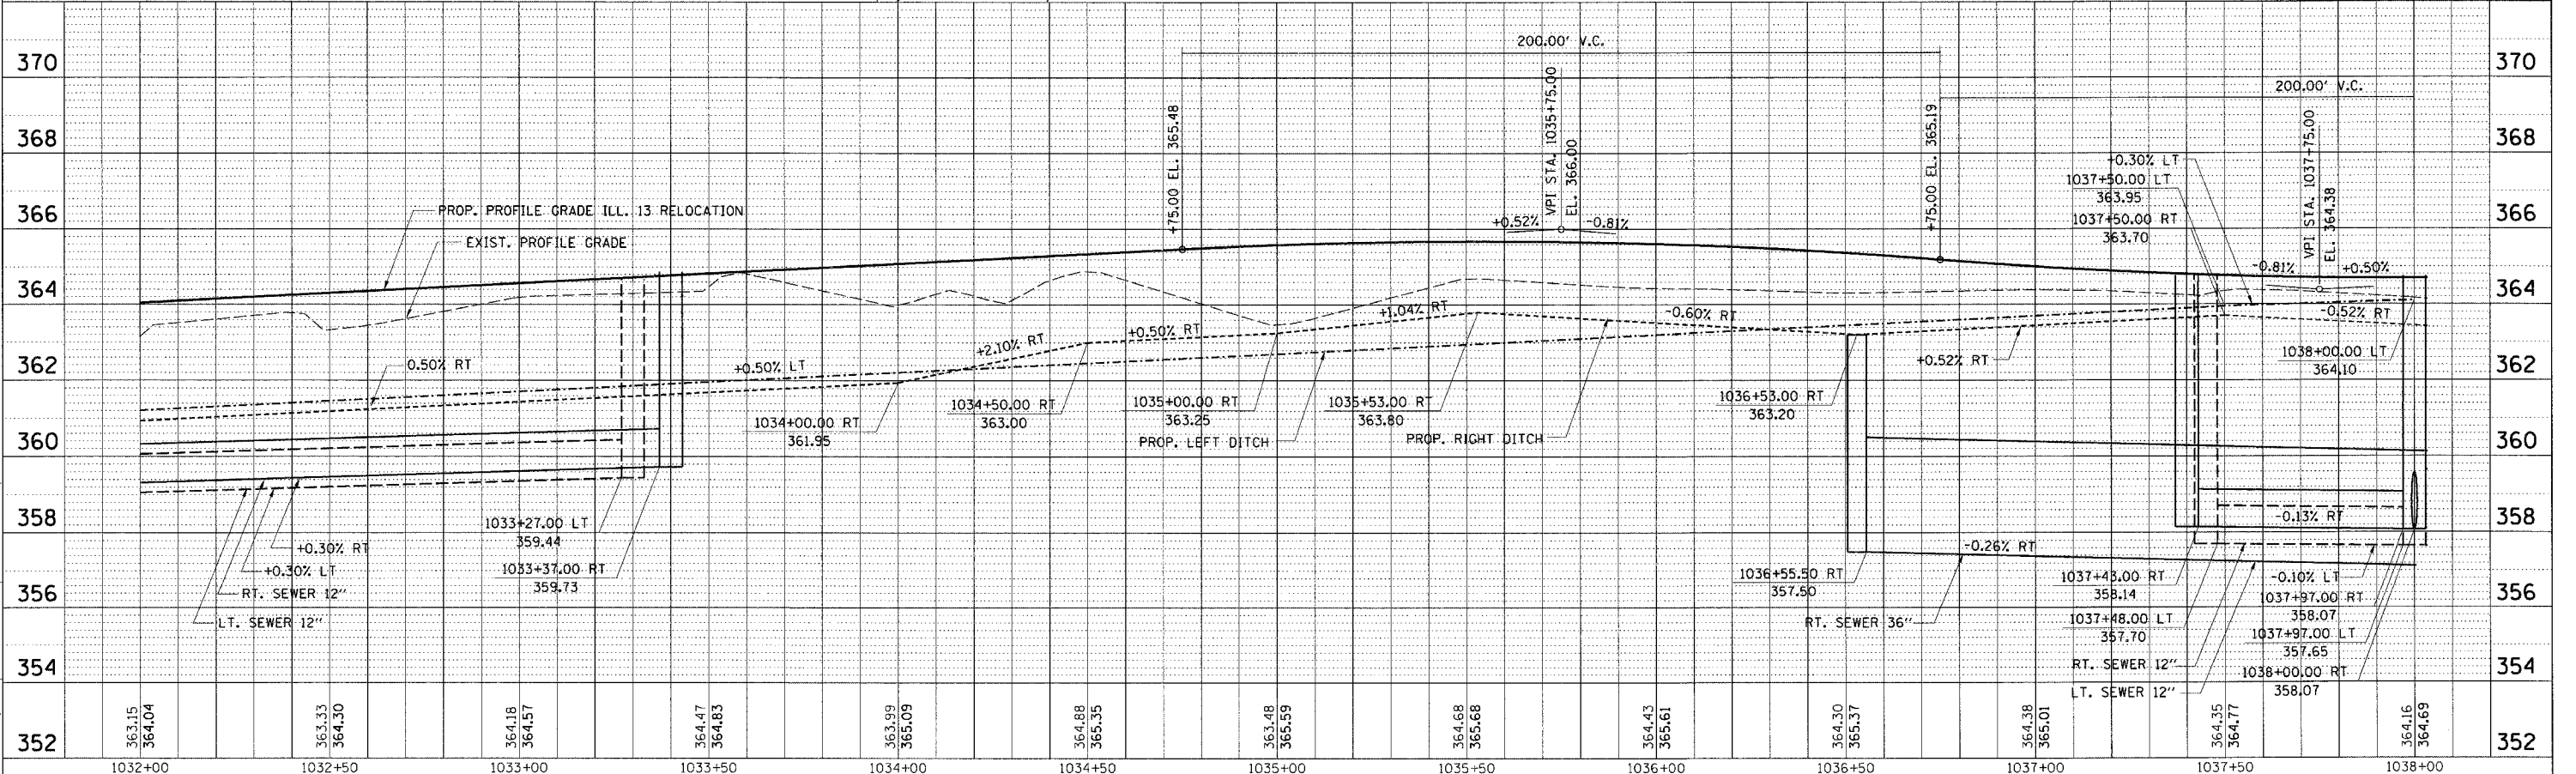 200.00' V.C.
370
370
200.00' V.C.
+75.00 EL. 365.48
VPI STA. 1035+75.00
EL. 366.00
+75.00 EL. 365.19
VPI STA. 1037+75.00
EL. 364.38
368
368
+0.30% LT
1037+50.00 LT
363.95
1037+50.00 RT
363.70
366
366
PROP. PROFILE GRADE ILL. 13 RELOCATION
EXIST. PROFILE GRADE
+0.52%
-0.81%
-0.81%
+0.50%
364
364
+1.04% RT
-0.60% RT
-0.52% RT
+0.50% RT
+2.10% RT
0.50% RT
+0.50% LT
+0.52% RT
1038+00.00 LT
364.10
362
362
1034+00.00 RT
361.95
1034+50.00 RT
363.00
1035+00.00 RT
363.25
1035+53.00 RT
363.80
1036+53.00 RT
363.20
PROP. LEFT DITCH
PROP. RIGHT DITCH
360
360
358
358
1033+27.00 LT
359.44
-0.13% RT
+0.30% RT
-0.26% RT
+0.30% LT
1033+37.00 RT
359.73
1036+55.50 RT
357.50
1037+43.00 RT
358.14
-0.10% LT
RT. SEWER 12"
356
356
1037+97.00 RT
358.07
LT. SEWER 12"
RT. SEWER 36"
1037+48.00 LT
357.70
1037+97.00 LT
357.65
354
354
RT. SEWER 12"
1038+00.00 RT
358.07
LT. SEWER 12"
363.15
364.04
363.33
364.30
364.18
364.57
364.47
364.83
363.99
365.09
364.88
365.35
363.48
365.59
364.68
365.68
364.43
365.61
364.30
365.37
364.38
365.01
364.35
364.77
364.16
364.69
352
352
1032+00
1032+50
1033+00
1033+50
1034+00
1034+50
1035+00
1035+50
1036+00
1036+50
1037+00
1037+50
1038+00